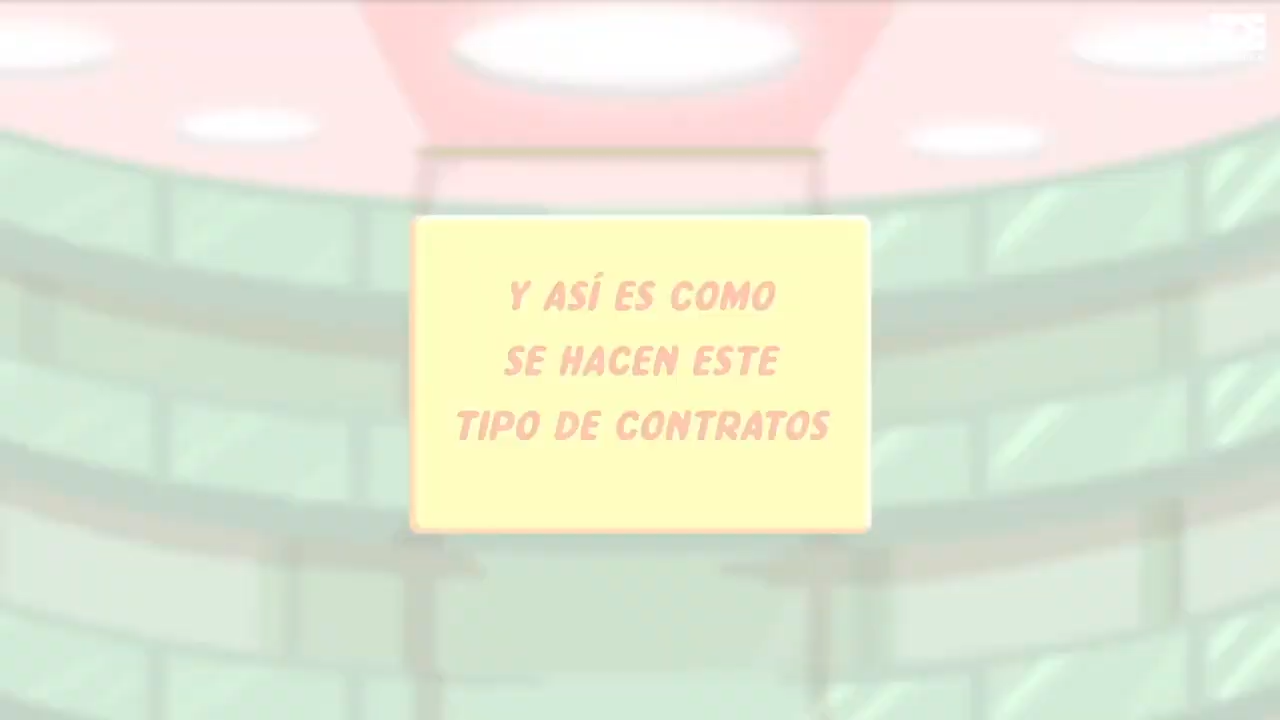 Y ASÍ ES COMO
SE HACEN ESTE
TIPO DE CONTRATOS